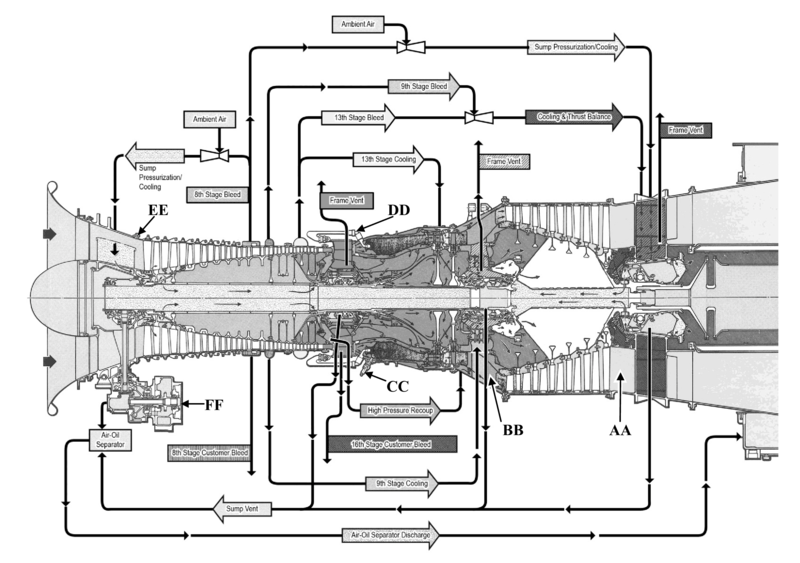 Ambient Air
Sump Pressurization/Cooling
9th Stage Bleed
Ambient Air
13th Stage Bleed
Cooling & Thrust Balance
Frame Vent
13th Stage Cooling
Frame Vent
Sump
Pressurization/
Cooling
8th Stage Bleed
Frame Vent
EE
DD
FF
CC
BB
AA
High Pressure Recoup
Air-Oil
Separator
8th Stage Customer Bleed
16th Stage Customer Bleed
9th Stage Cooling
Sump Vent
Air-Oil Separator Discharge